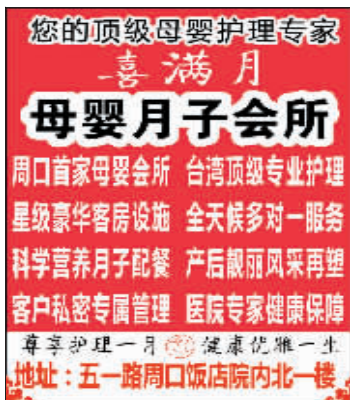 您的顶级母婴护理专家
喜满月
母婴月子会所
周口首家母婴会所 台湾顶级专业护理
星级豪华客房设施 全天候多对一服务
科学营养月子配餐 产后靓丽风采再塑
客户私密专属管理 医院专家健康保障
尊享护理一月 健康优雅一生
地址：五一路周口饭店院内北一楼